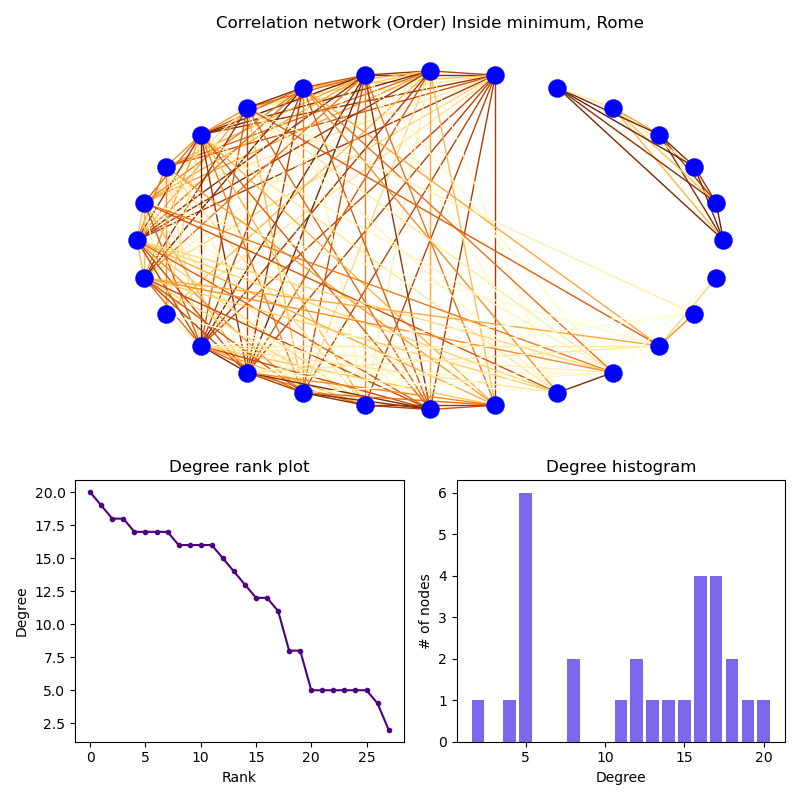 Correlation network (Order) Inside minimum, Rome
Degree rank plot
20.0
17.5
15.0
12.5
10.0
7.5
5.0
2.5
Degree
0 5 10 15 20 25
Rank
Degree histogram
6
5
4
3
2
1
0
# of nodes
5 10 15 20
Degree